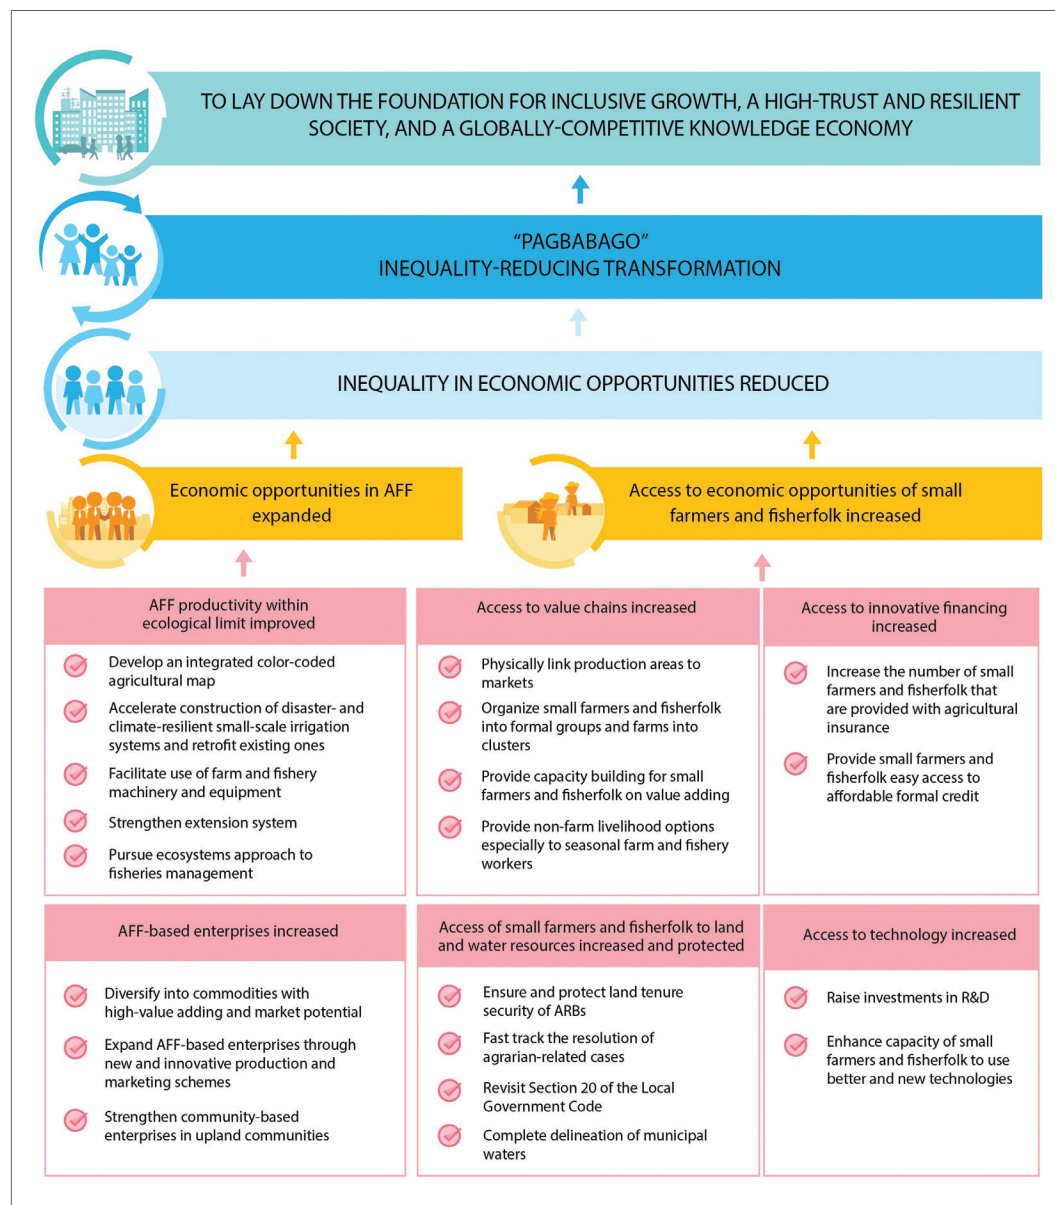 TO LAY DOWN THE FOUNDATION FOR INCLUSIVE GROWTH, A HIGH-TRUST AND RESILIENT
SOCIETY, AND A GLOBALLY-COMPETITIVE KNOWLEDGE ECONOMY
“PAGBABAGO”
INEQUALITY-REDUCING TRANSFORMATION
INEQUALITY IN ECONOMIC OPPORTUNITIES REDUCED
Economic opportunities in AFF
expanded
Access to economic opportunities of small
farmers and fisherfolk increased
AFF productivity within
ecological limit improved
Develop an integrated color-coded
agricultural map
Accelerate construction of disaster- and
climate-resilient small-scale irrigation
systems and retrofit existing ones
Facilitate use of farm and fishery
machinery and equipment
Strengthen extension system
Pursue ecosystems approach to
fisheries management
Access to value chains increased
Physically link production areas to
markets
Organize small farmers and fisherfolk
into formal groups and farms into
clusters
Provide capacity building for small
farmers and fisherfolk on value adding
Provide non-farm livelihood options
especially to seasonal farm and fishery
workers
Access to innovative financing
increased
Increase the number of small
farmers and fisherfolk that
are provided with agricultural
insurance
Provide small farmers and
fisherfolk easy access to
affordable formal credit
AFF-based enterprises increased
Diversify into commodities with
high-value adding and market potential
Expand AFF-based enterprises through
new and innovative production and
marketing schemes
Strengthen community-based
enterprises in upland communities
Access of small farmers and fisherfolk to land
and water resources increased and protected
Ensure and protect land tenure
security of ARBs
Fast track the resolution of
agrarian-related cases
Revisit Section 20 of the Local
Government Code
Complete delineation of municipal
waters
Access to technology increased
Raise investments in R&D
Enhance capacity of small
farmers and fisherfolk to use
better and new technologies